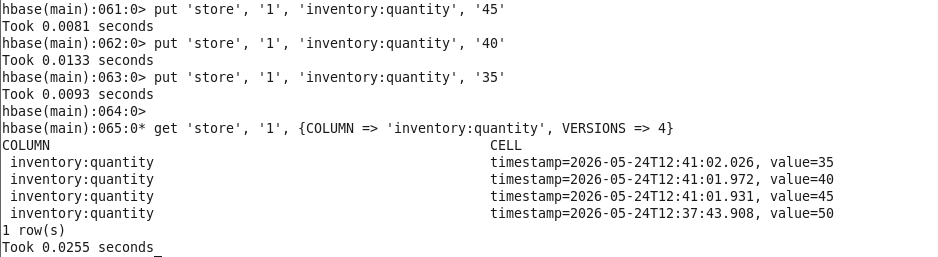 hbase(main):061:0> put 'store', '1', 'inventory:quantity', '45'
Took 0.0081 seconds
hbase(main):062:0> put 'store', '1', 'inventory:quantity', '40'
Took 0.0133 seconds
hbase(main):063:0> put 'store', '1', 'inventory:quantity', '35'
Took 0.0093 seconds
hbase(main):064:0>
hbase(main):065:0* get 'store', '1', {COLUMN => 'inventory:quantity', VERSIONS => 4}
COLUMN CELL
inventory:quantity timestamp=2026-05-24T12:41:02.026, value=35
inventory:quantity timestamp=2026-05-24T12:41:01.972, value=40
inventory:quantity timestamp=2026-05-24T12:41:01.931, value=45
inventory:quantity timestamp=2026-05-24T12:37:43.908, value=50
1 row(s)
Took 0.0255 seconds